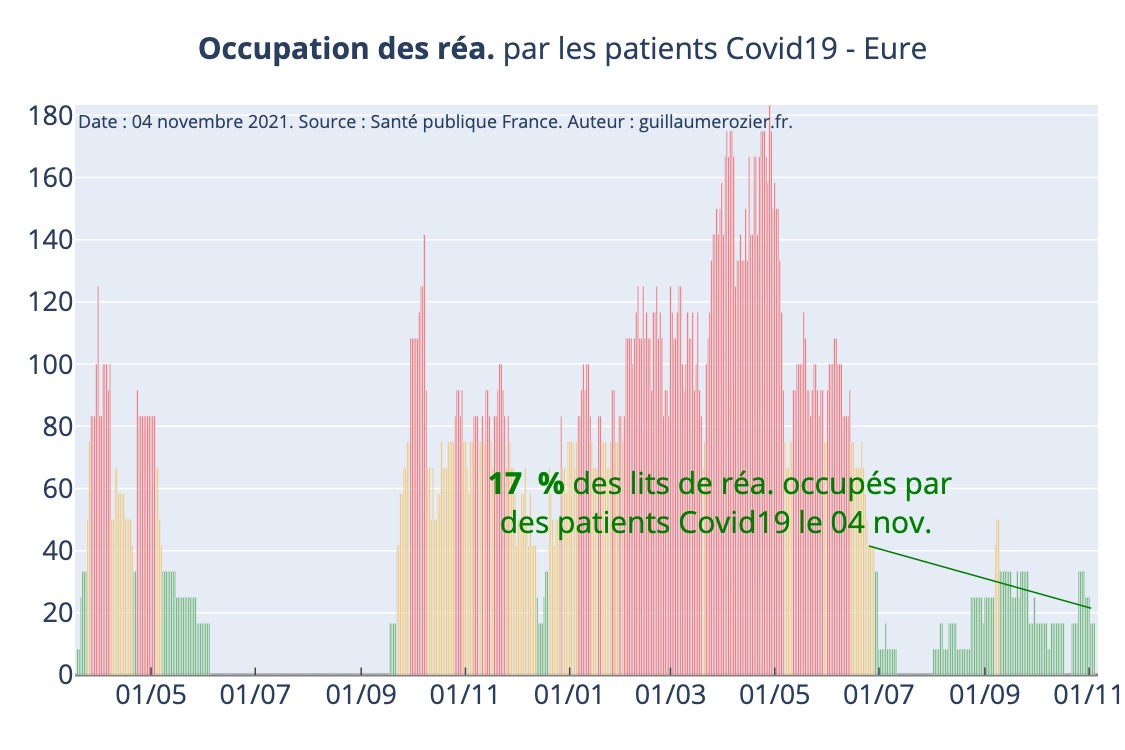 Occupation des réa. par les patients Covid19 - Eure
180
Date : 04 novembre 2021. Source : Santé publique France. Auteur : guillaumerozier.fr.
160
140
120
100
80
60
40
20
0
17  % des lits de réa. occupés par
des patients Covid19 le 04 nov.
01/05 01/07 01/09 01/11 01/01 01/03 01/05 01/07 01/09 01/11